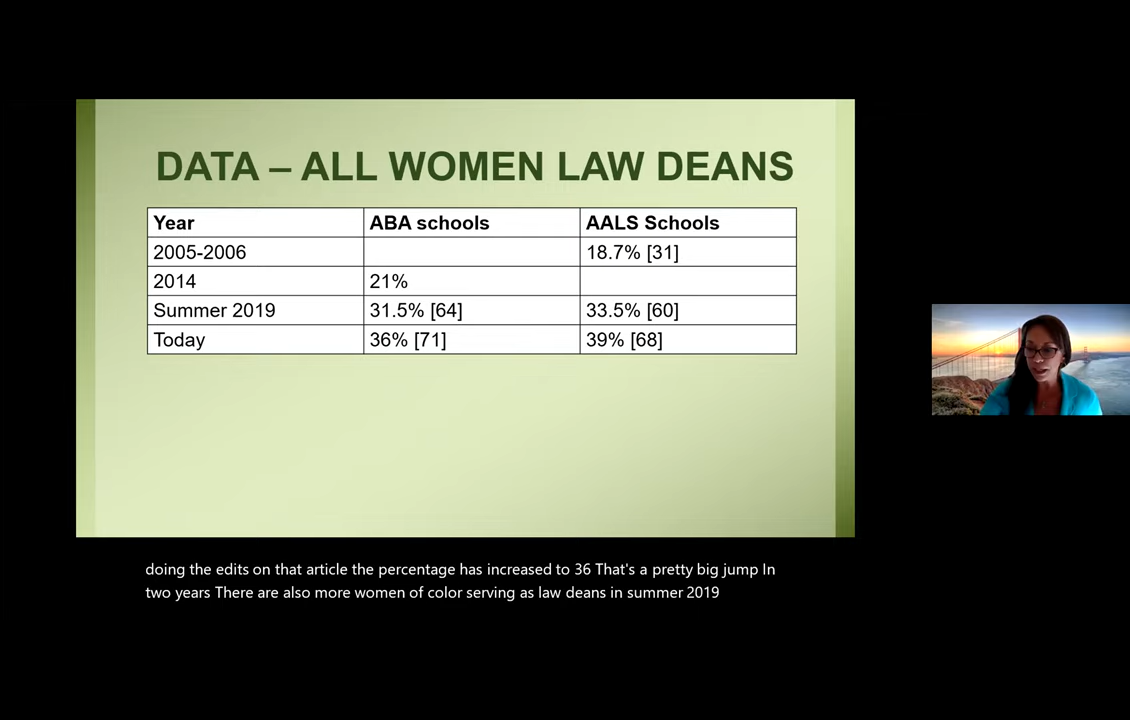 DATA – ALL WOMEN LAW DEANS
Year ABA schools AALS Schools
2005-2006 18.7% [31]
2014 21%
Summer 2019 31.5% [64] 33.5% [60]
Today 36% [71] 39% [68]
doing the edits on that article the percentage has increased to 36 That's a pretty big jump In
two years There are also more women of color serving as law deans in summer 2019